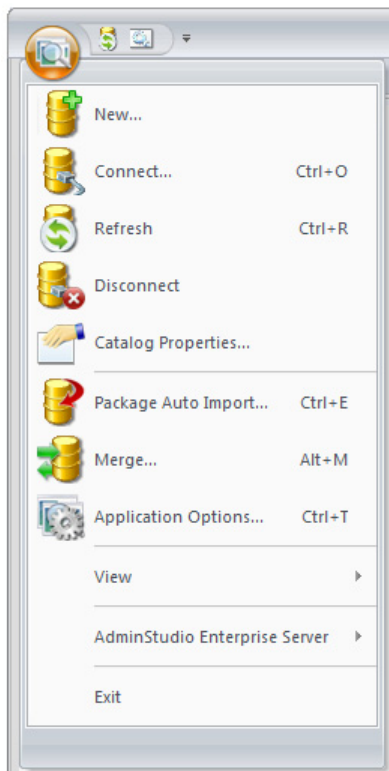 New...
Connect... Ctrl+O
Refresh Ctrl+R
Disconnect
Catalog Properties...
Package Auto Import... Ctrl+E
Merge... Alt+M
Application Options... Ctrl+T
View
AdminStudio Enterprise Server
Exit